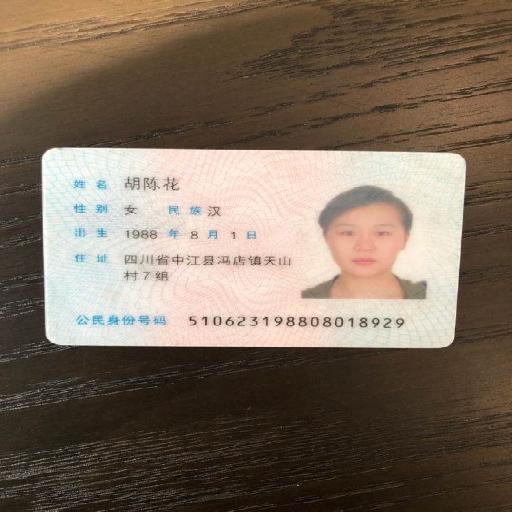 姓名 胡陈花
性别 女 民族 汉
出生 1988 年 8 月 1 日
住址 四川省中江县冯店镇天山
村7组
公民身份号码 510623198808018929